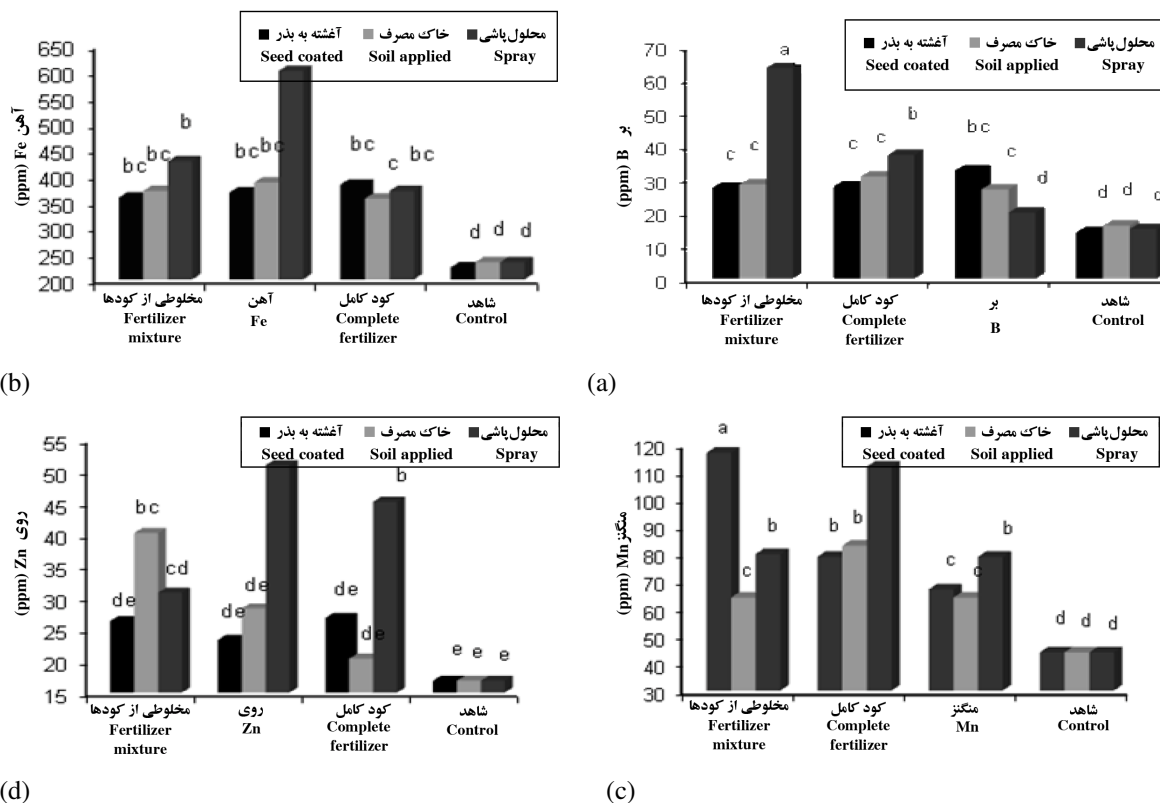 آغشته به بذر خاک مصرف محلول‌پاشی
Seed coated Soil applied Spray
آهن Fe (ppm)
650
600
550
500
450
400
350
300
250
200
bc bc b
bc bc
bc c bc
d d d
مخلوطی از کودها آهن کود کامل شاهد
Fertilizer mixture
Fe
Complete fertilizer
Control
(b)
آغشته به بذر خاک مصرف محلول‌پاشی
Seed coated Soil applied Spray
بر B (ppm)
70
60
50
40
30
20
10
0
c c a
c c b
bc c d
d d
مخلوطی از کودها کود کامل بر شاهد
Fertilizer mixture
Complete fertilizer
B
Control
(a)
آغشته به بذر خاک مصرف محلول‌پاشی
Seed coated Soil applied Spray
روی Zn (ppm)
55
50
45
40
35
30
25
20
15
de bc cd
de de
de de b
e e e
مخلوطی از کودها روی کود کامل شاهد
Fertilizer mixture
Zn
Complete fertilizer
Control
(d)
آغشته به بذر خاک مصرف محلول‌پاشی
Seed coated Soil applied Spray
منگنز Mn (ppm)
120
110
100
90
80
70
60
50
40
30
a c b
b b
c c b
d d d
مخلوطی از کودها کود کامل منگنز شاهد
Fertilizer mixture
Complete fertilizer
Mn
Control
(c)